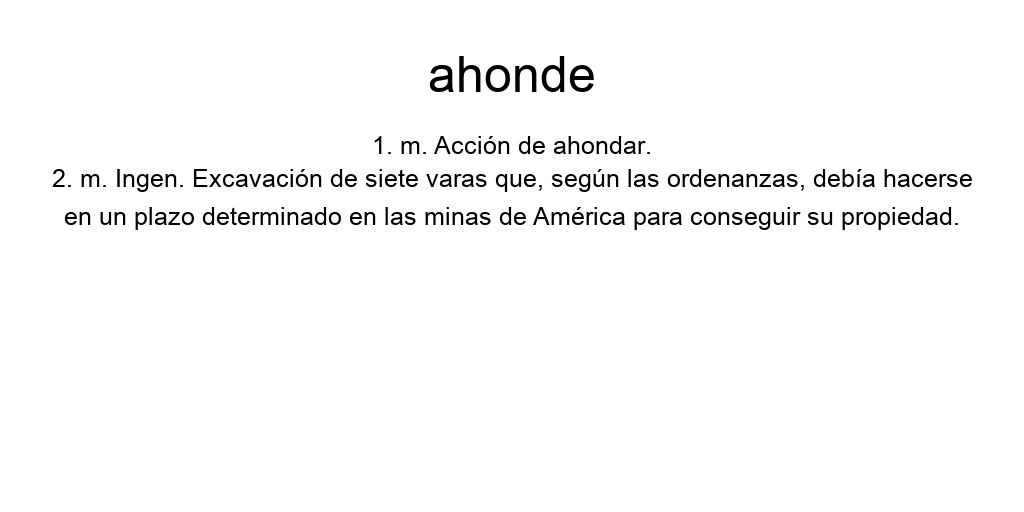 ahonde
1. m. Acción de ahondar.
2. m. Ingen. Excavación de siete varas que, según las ordenanzas, debía hacerse
en un plazo determinado en las minas de América para conseguir su propiedad.